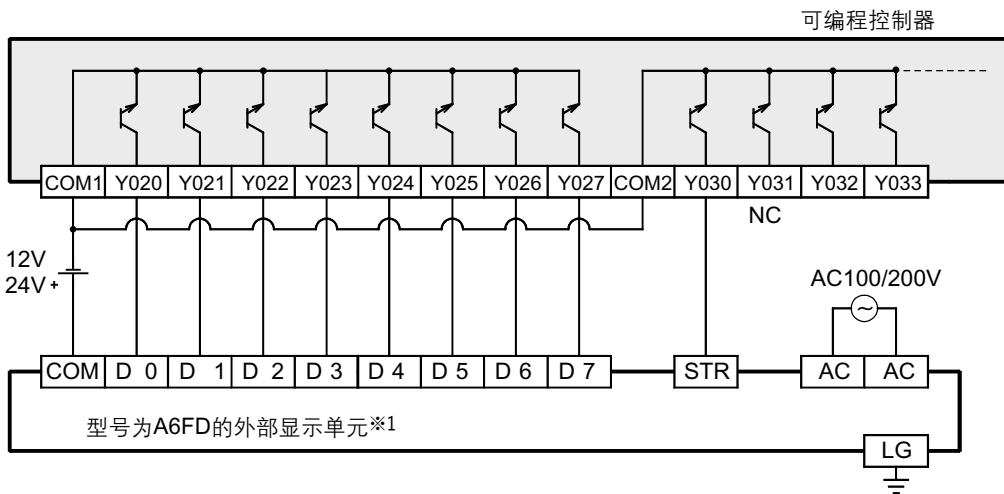 可编程控制器
COM1 Y020 Y021 Y022 Y023 Y024 Y025 Y026 Y027 COM2 Y030 Y031 Y032 Y033
NC
12V
24V +
AC100/200V
~
COM D 0 D 1 D 2 D 3 D 4 D 5 D 6 D 7 STR AC AC
型号为A6FD的外部显示单元※1
LG